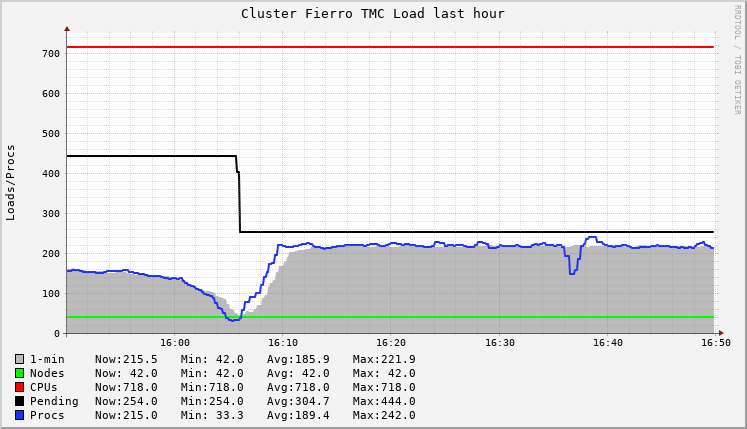 Cluster Fierro TMC Load last hour
RRDTOOL / TOBI OETIKER
Loads/Procs
700
600
500
400
300
200
100
0
16:00 16:10 16:20 16:30 16:40 16:50
1-min Now:215.5 Min: 42.0 Avg:185.9 Max:221.9
Nodes Now: 42.0 Min: 42.0 Avg: 42.0 Max: 42.0
CPUs Now:718.0 Min:718.0 Avg:718.0 Max:718.0
Pending Now:254.0 Min:254.0 Avg:304.7 Max:444.0
Procs Now:215.0 Min: 33.3 Avg:189.4 Max:242.0